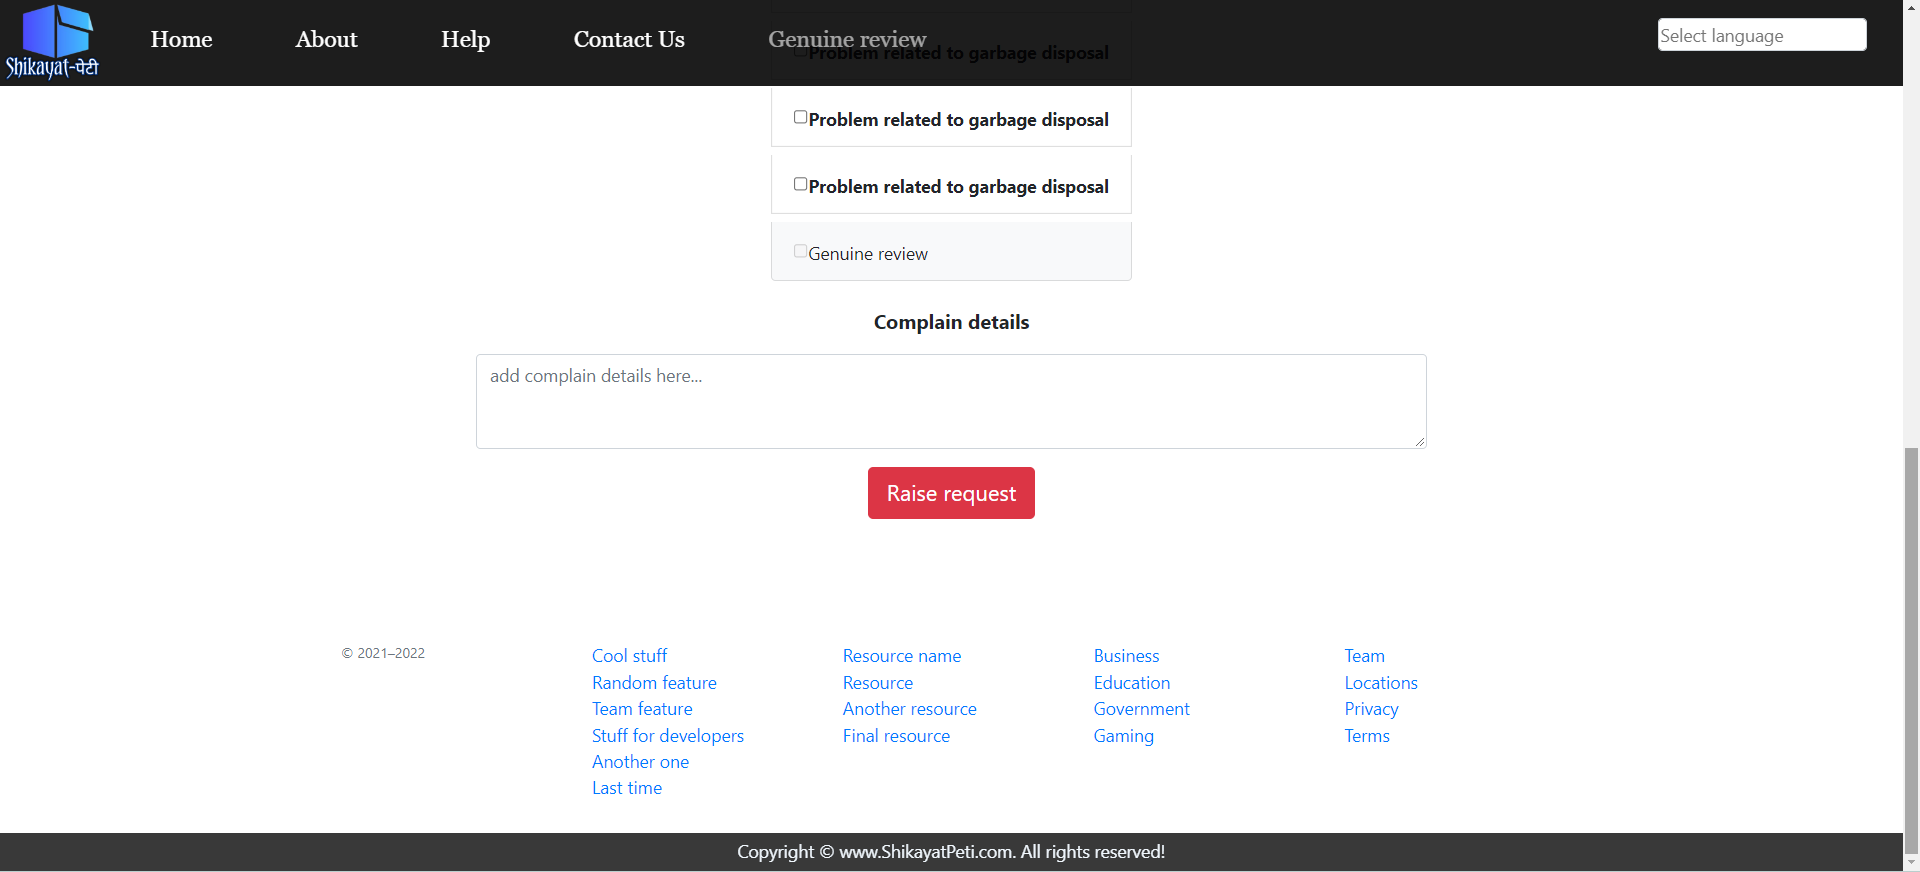 Shikayat-पेटी
Home
About
Help
Contact Us
Genuine review
Select language
Problem related to garbage disposal
Problem related to garbage disposal
Problem related to garbage disposal
Genuine review
Complain details
add complain details here...
Raise request
© 2021–2022
Cool stuff
Random feature
Team feature
Stuff for developers
Another one
Last time
Resource name
Resource
Another resource
Final resource
Business
Education
Government
Gaming
Team
Locations
Privacy
Terms
Copyright © www.ShikayatPeti.com. All rights reserved!